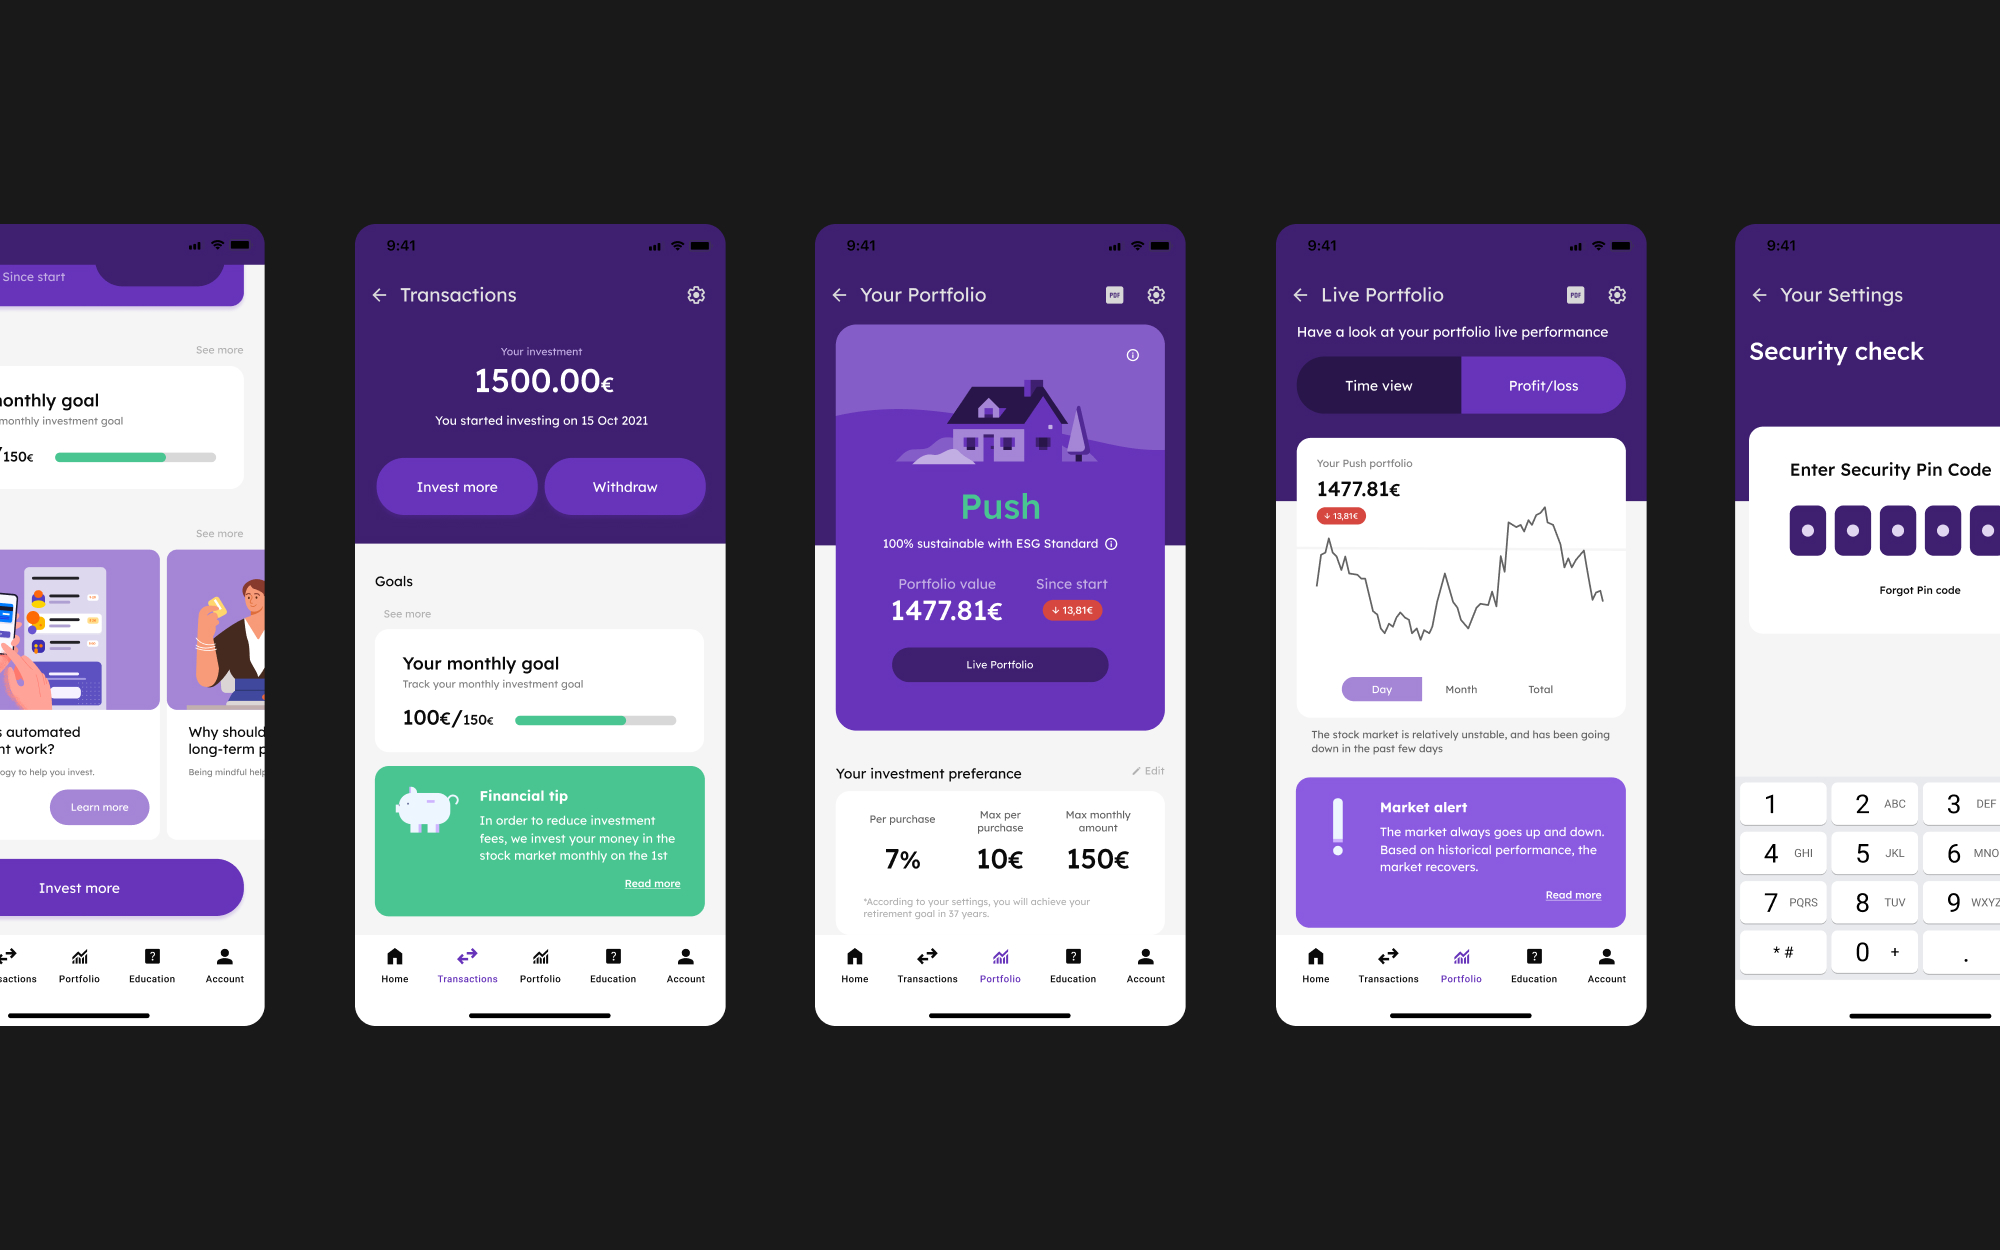 Since start
See more
monthly goal
monthly investment goal
/150€
See more
automated
work?
to help you invest.
Learn more
Why should
long-term
Being mindful
Invest more
Portfolio
Education
Account
9:41
Transactions
Your investment
1500.00€
You started investing on 15 Oct 2021
Invest more
Withdraw
Goals
See more
Your monthly goal
Track your monthly investment goal
100€/150€
Financial tip
In order to reduce investment
fees, we invest your money in the
stock market monthly on the 1st
Read more
Home
Transactions
Portfolio
Education
Account
9:41
Your Portfolio
PDF
Push
100% sustainable with ESG Standard
Portfolio value
Since start
1477.81€
↓ 13,81€
Live Portfolio
Your investment preferance
Edit
Per purchase
Max per
purchase
Max monthly
amount
7%
10€
150€
*According to your settings, you will achieve your
retirement goal in 37 years.
Home
Transactions
Portfolio
Education
Account
9:41
Live Portfolio
PDF
Have a look at your portfolio live performance
Time view
Profit/loss
Your Push portfolio
1477.81€
↓ 13,81€
Day
Month
Total
The stock market is relatively unstable, and has been going
down in the past few days
Market alert
The market always goes up and down.
Based on historical performance, the
market recovers.
Read more
Home
Transactions
Portfolio
Education
Account
9:41
Your Settings
Security check
Enter Security Pin Code
Forgot Pin code
1
2 ABC
3 DEF
4 GHI
5 JKL
6 MNO
7 PQRS
8 TUV
9 WXYZ
* #
0 +
.